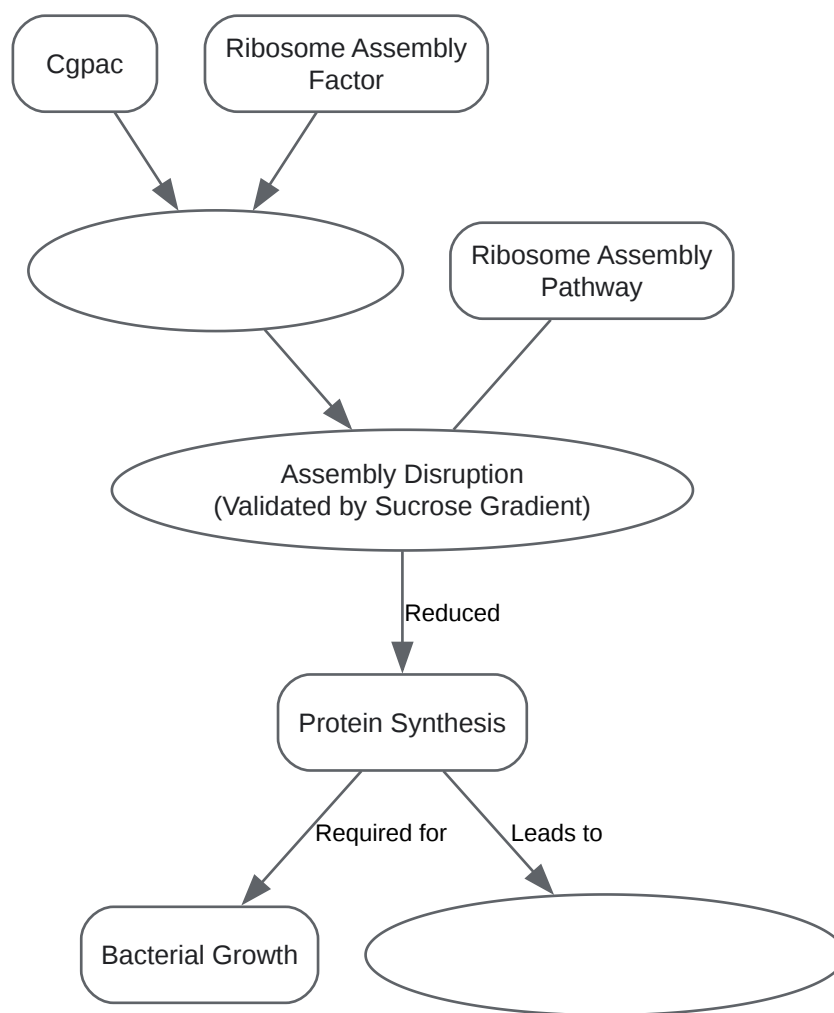 Cgpac
Ribosome Assembly
Factor
Ribosome Assembly
Pathway
Assembly Disruption
(Validated by Sucrose Gradient)
Reduced
Protein Synthesis
Required for
Leads to
Bacterial Growth